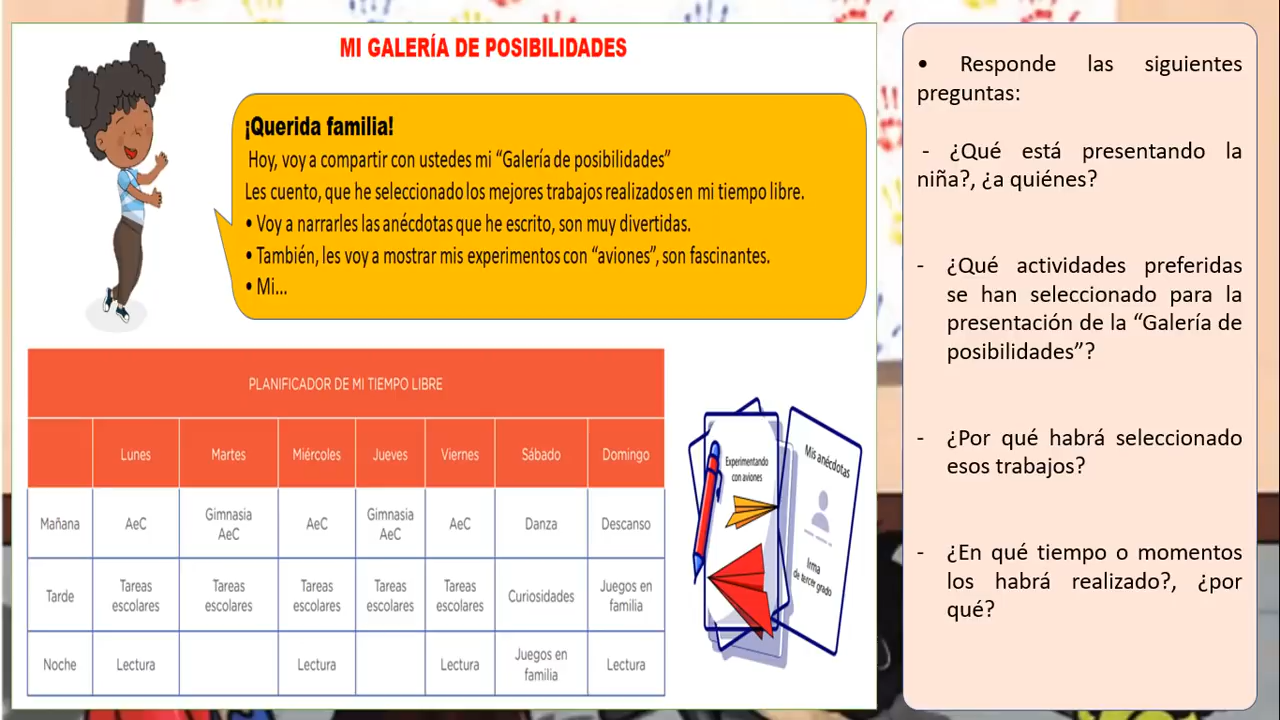 MI GALERÍA DE POSIBILIDADES
¡Querida familia!
Hoy, voy a compartir con ustedes mi “Galería de posibilidades”
Les cuento, que he seleccionado los mejores trabajos realizados en mi tiempo libre.
• Voy a narrarles las anécdotas que he escrito, son muy divertidas.
• También, les voy a mostrar mis experimentos con “aviones”, son fascinantes.
• Mi...
PLANIFICADOR DE MI TIEMPO LIBRE
Lunes Martes Miércoles Jueves Viernes Sábado Domingo
Mañana AeC Gimnasia AeC AeC Gimnasia AeC AeC Danza Descanso
Tarde Tareas escolares Tareas escolares Tareas escolares Tareas escolares Tareas escolares Curiosidades Juegos en familia
Noche Lectura Lectura Lectura Juegos en familia Lectura
Experimentando
con aviones
Mis anécdotas
Irma
de tercer grado
• Responde las siguientes
preguntas:
- ¿Qué está presentando la
niña?, ¿a quiénes?
- ¿Qué actividades preferidas
se han seleccionado para la
presentación de la “Galería de
posibilidades”?
- ¿Por qué habrá seleccionado
esos trabajos?
- ¿En qué tiempo o momentos
los habrá realizado?, ¿por
qué?